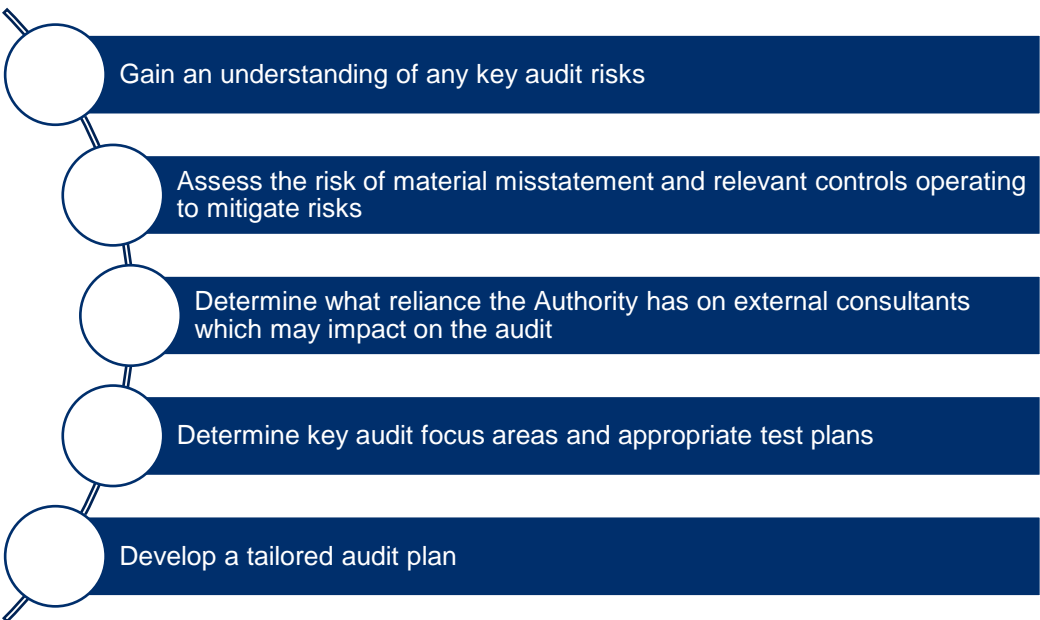 Gain an understanding of any key audit risks
Assess the risk of material misstatement and relevant controls operating
to mitigate risks
Determine what reliance the Authority has on external consultants
which may impact on the audit
Determine key audit focus areas and appropriate test plans
Develop a tailored audit plan